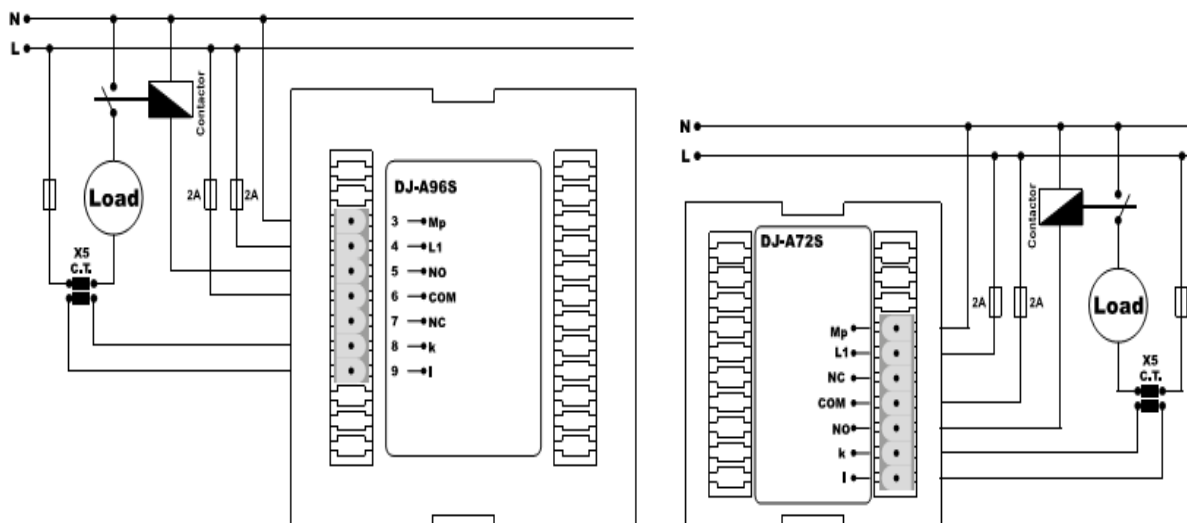 N
L
Contactor
Load
2A
2A
X5
C.T.
DJ-A96S
3 Mp
4 L1
5 NO
6 COM
7 NC
8 k
9 l
N
L
Contactor
DJ-A72S
2A
2A
Load
Mp
L1
NC
COM
NO
k
l
X5
C.T.